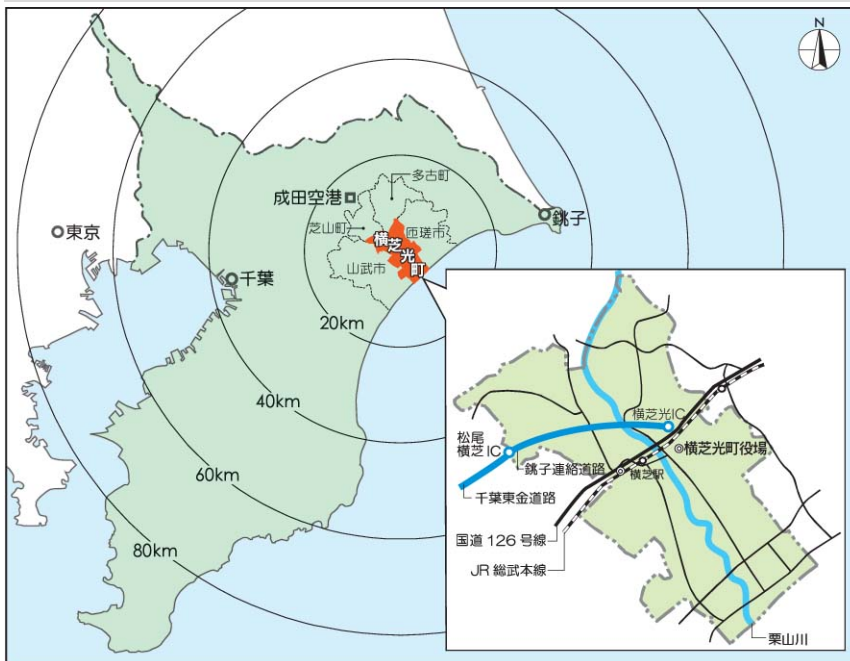 N
多古町
成田空港
銚子
東京
芝山町
匝瑳市
横芝光町
山武市
千葉
20km
40km
60km
80km
横芝光IC
松尾
横芝IC
横芝光町役場
銚子連絡道路
横芝駅
千葉東金道路
国道126号線
JR総武本線
栗山川